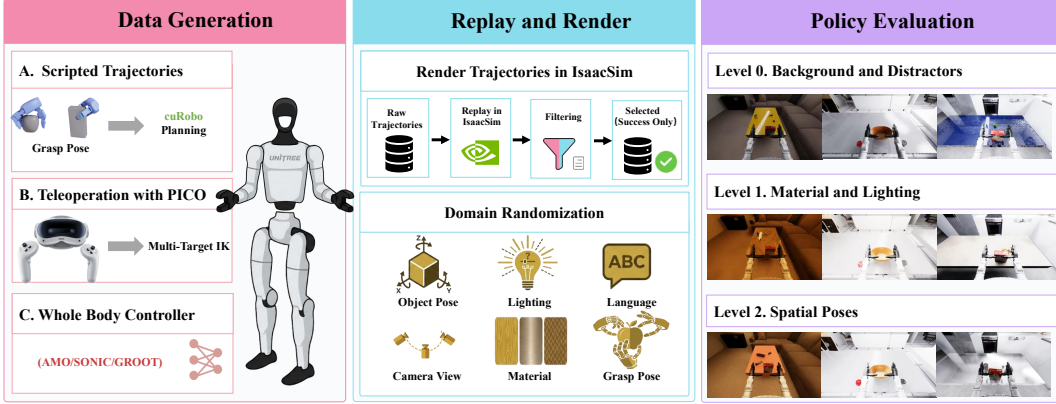 Data Generation
A. Scripted Trajectories
cuRobo
Planning
Grasp Pose
B. Teleoperation with PICO
Multi-Target IK
C. Whole Body Controller
(AMO/SONIC/GROOT)
UNITREE
Replay and Render
Render Trajectories in IsaacSim
Raw
Trajectories
Replay in
IsaacSim
Filtering
Selected
(Success Only)
Domain Randomization
Z
X
Y
Object Pose
?
Lighting
ABC
Language
Camera View
Material
Grasp Pose
Policy Evaluation
Level 0. Background and Distractors
Level 1. Material and Lighting
Level 2. Spatial Poses